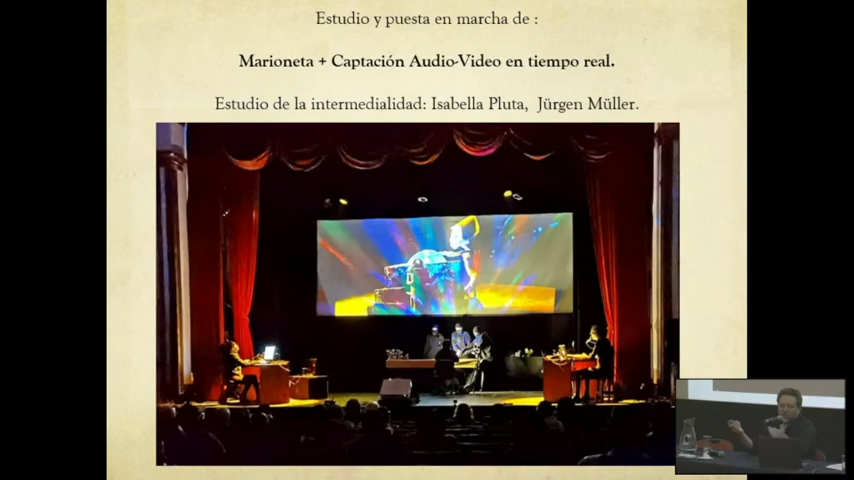 Estudio y puesta en marcha de :
Marioneta + Captación Audio-Video en tiempo real.
Estudio de la intermedialidad: Isabella Pluta, Jürgen Müller.